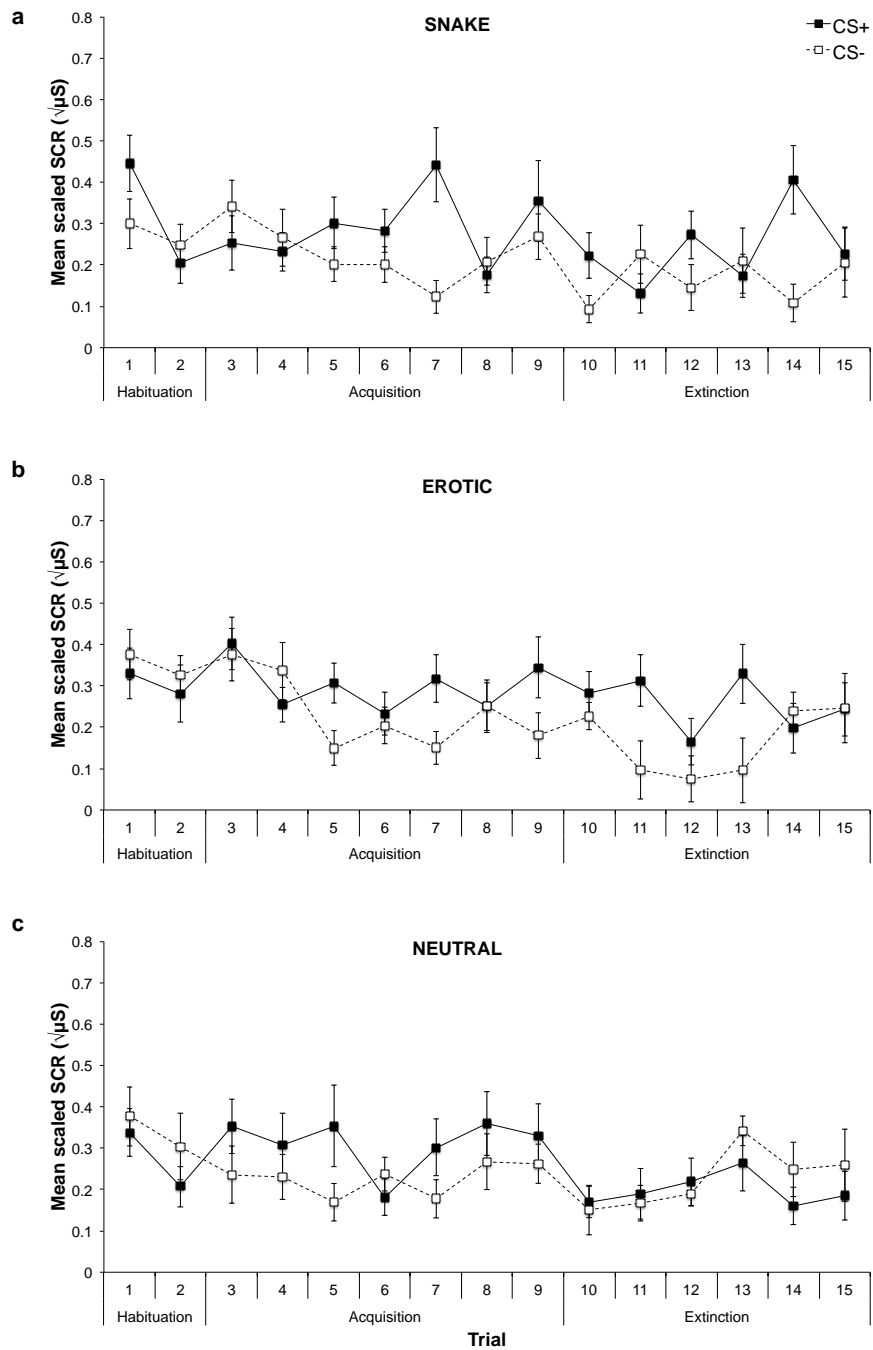 a
SNAKE
CS+
CS-
Mean scaled SCR (√µS)
0.8
0.7
0.6
0.5
0.4
0.3
0.2
0.1
0
1 2 3 4 5 6 7 8 9 10 11 12 13 14 15
Habituation Acquisition Extinction
b
EROTIC
Mean scaled SCR (√µS)
0.8
0.7
0.6
0.5
0.4
0.3
0.2
0.1
0
1 2 3 4 5 6 7 8 9 10 11 12 13 14 15
Habituation Acquisition Extinction
c
NEUTRAL
Mean scaled SCR (√µS)
0.8
0.7
0.6
0.5
0.4
0.3
0.2
0.1
0
1 2 3 4 5 6 7 8 9 10 11 12 13 14 15
Habituation Acquisition Extinction
Trial